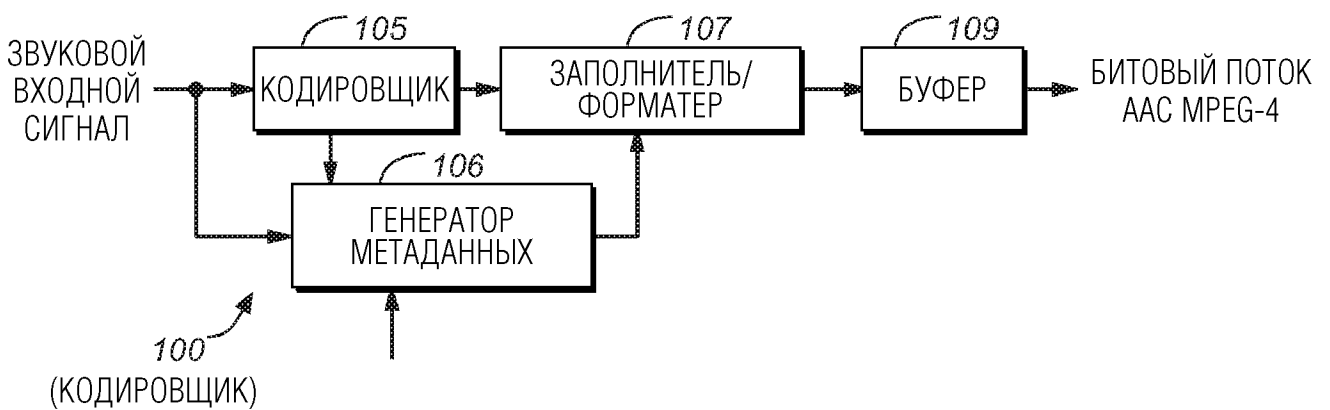 105
107
109
ЗВУКОВОЙ
ВХОДНОЙ
СИГНАЛ
КОДИРОВЩИК
ЗАПОЛНИТЕЛЬ/
ФОРМАТЕР
БУФЕР
БИТОВЫЙ ПОТОК
AAC MPEG-4
106
ГЕНЕРАТОР
МЕТАДАННЫХ
100
(КОДИРОВЩИК)